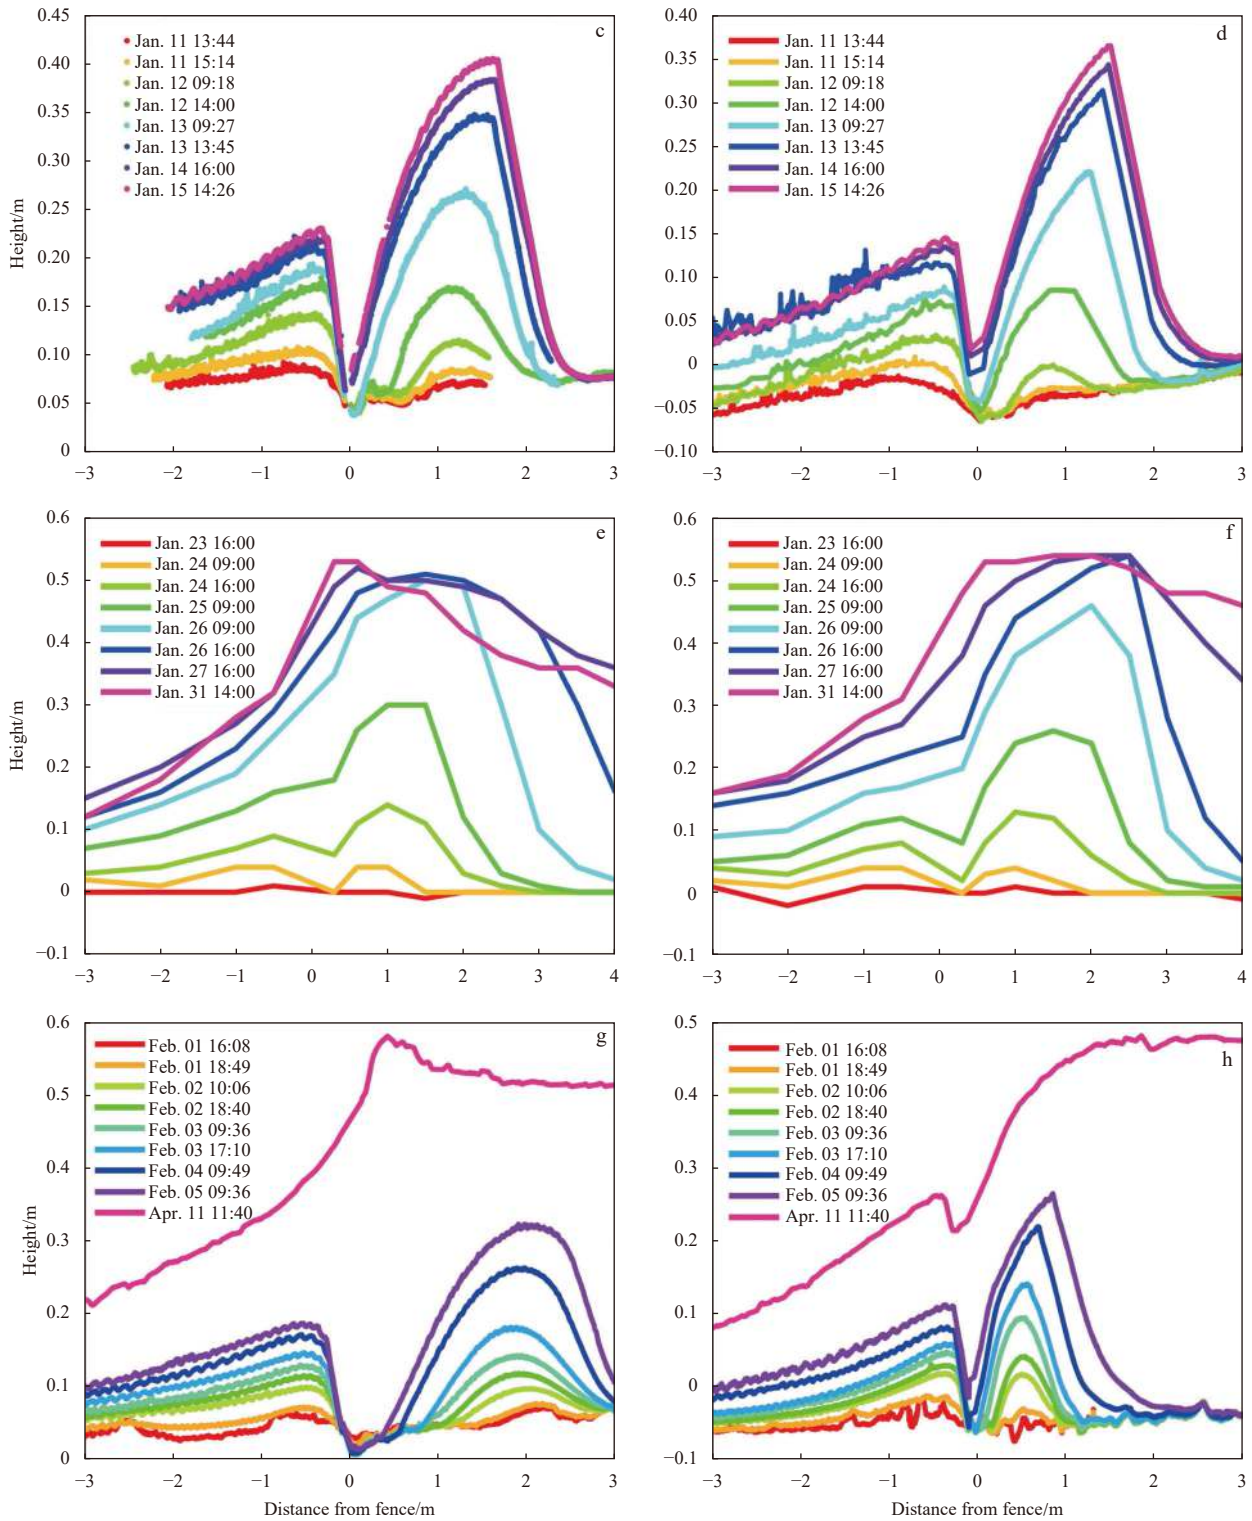 c
Jan. 11 13:44
Jan. 11 15:14
Jan. 12 09:18
Jan. 12 14:00
Jan. 13 09:27
Jan. 13 13:45
Jan. 14 16:00
Jan. 15 14:26
Height/m
0.45
0.40
0.35
0.30
0.25
0.20
0.15
0.10
0.05
0
−3 −2 −1 0 1 2 3
d
Jan. 11 13:44
Jan. 11 15:14
Jan. 12 09:18
Jan. 12 14:00
Jan. 13 09:27
Jan. 13 13:45
Jan. 14 16:00
Jan. 15 14:26
0.40
0.35
0.30
0.25
0.20
0.15
0.10
0.05
0
−0.05
−0.10
−3 −2 −1 0 1 2 3
e
Jan. 23 16:00
Jan. 24 09:00
Jan. 24 16:00
Jan. 25 09:00
Jan. 26 09:00
Jan. 26 16:00
Jan. 27 16:00
Jan. 31 14:00
Height/m
0.6
0.5
0.4
0.3
0.2
0.1
0
−0.1
−3 −2 −1 0 1 2 3 4
f
Jan. 23 16:00
Jan. 24 09:00
Jan. 24 16:00
Jan. 25 09:00
Jan. 26 09:00
Jan. 26 16:00
Jan. 27 16:00
Jan. 31 14:00
0.6
0.5
0.4
0.3
0.2
0.1
0
−0.1
−3 −2 −1 0 1 2 3 4
g
Feb. 01 16:08
Feb. 01 18:49
Feb. 02 10:06
Feb. 02 18:40
Feb. 03 09:36
Feb. 03 17:10
Feb. 04 09:49
Feb. 05 09:36
Apr. 11 11:40
Height/m
0.6
0.5
0.4
0.3
0.2
0.1
0
−3 −2 −1 0 1 2 3
Distance from fence/m
h
Feb. 01 16:08
Feb. 01 18:49
Feb. 02 10:06
Feb. 02 18:40
Feb. 03 09:36
Feb. 03 17:10
Feb. 04 09:49
Feb. 05 09:36
Apr. 11 11:40
0.5
0.4
0.3
0.2
0.1
0
−0.1
−3 −2 −1 0 1 2 3
Distance from fence/m